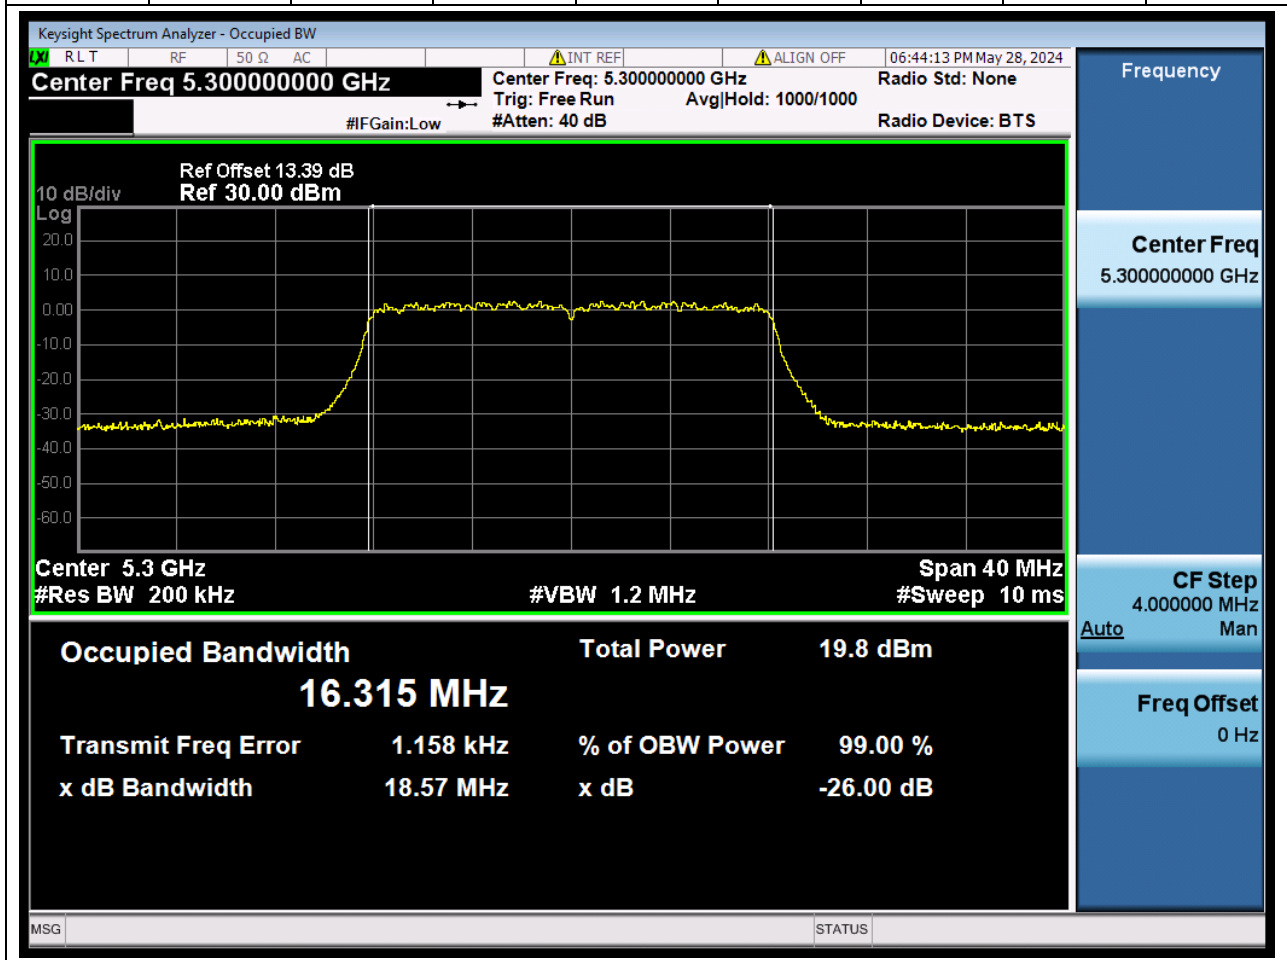 Keysight Spectrum Analyzer - Occupied BW
LXI RLT RF 50 Ω AC INT REF ALIGN OFF 06:44:13 PM May 28, 2024
Center Freq 5.300000000 GHz
Center Freq: 5.300000000 GHz Radio Std: None
Trig: Free Run Avg|Hold: 1000/1000
#IFGain:Low #Atten: 40 dB Radio Device: BTS
Frequency
Ref Offset 13.39 dB
10 dB/div Ref 30.00 dBm
Log
20.0
10.0
0.00
-10.0
-20.0
-30.0
-40.0
-50.0
-60.0
Center 5.3 GHz Span 40 MHz
#Res BW 200 kHz #VBW 1.2 MHz #Sweep 10 ms
Occupied Bandwidth Total Power 19.8 dBm
16.315 MHz
Transmit Freq Error 1.158 kHz % of OBW Power 99.00 %
x dB Bandwidth 18.57 MHz x dB -26.00 dB
Center Freq
5.300000000 GHz
CF Step
4.000000 MHz
Auto Man
Freq Offset
0 Hz
MSG STATUS